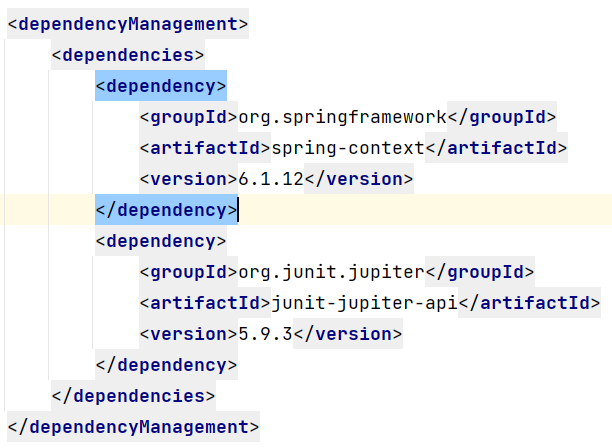 <dependencyManagement>
<dependencies>
<dependency>
<groupId>org.springframework</groupId>
<artifactId>spring-context</artifactId>
<version>6.1.12</version>
</dependency>
<dependency>
<groupId>org.junit.jupiter</groupId>
<artifactId>junit-jupiter-api</artifactId>
<version>5.9.3</version>
</dependency>
</dependencies>
</dependencyManagement>